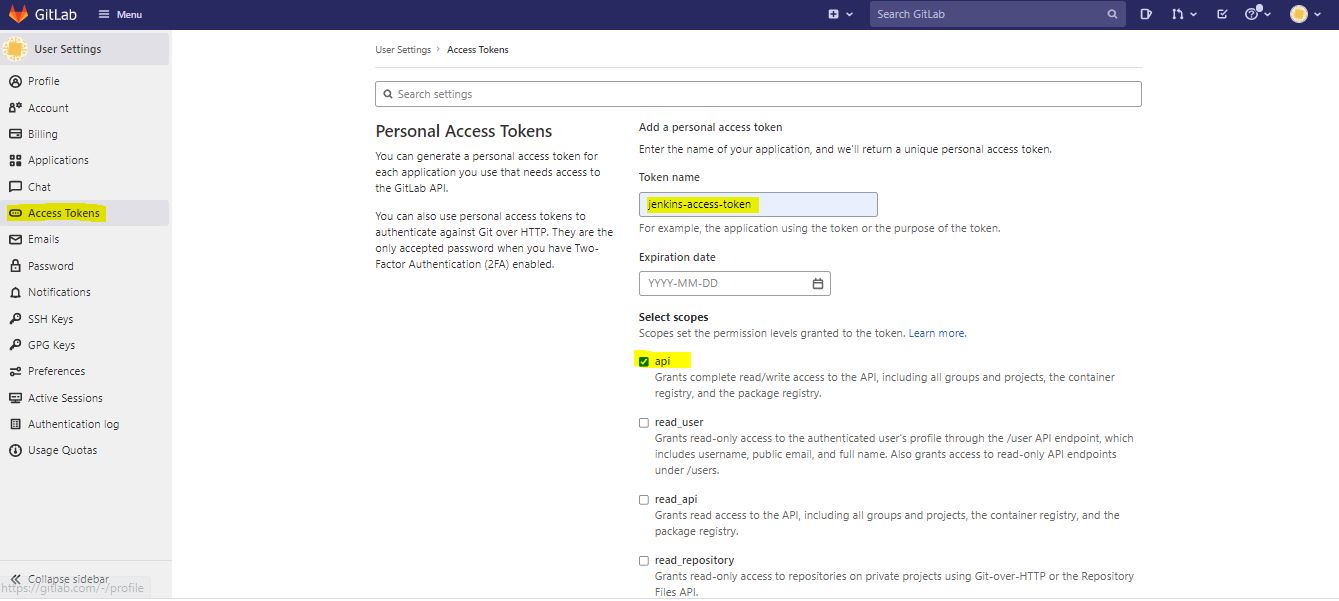 GitLab
Menu
Search GitLab
User Settings
Profile
Account
Billing
Applications
Chat
Access Tokens
Emails
Password
Notifications
SSH Keys
GPG Keys
Preferences
Active Sessions
Authentication log
Usage Quotas
Collapse sidebar
https://gitlab.com/-/profile
User Settings › Access Tokens
Search settings
Personal Access Tokens
You can generate a personal access token for
each application you use that needs access to
the GitLab API.
You can also use personal access tokens to
authenticate against Git over HTTP. They are the
only accepted password when you have Two-
Factor Authentication (2FA) enabled.
Add a personal access token
Enter the name of your application, and we'll return a unique personal access token.
Token name
jenkins-access-token
For example, the application using the token or the purpose of the token.
Expiration date
YYYY-MM-DD
Select scopes
Scopes set the permission levels granted to the token. Learn more.
api
Grants complete read/write access to the API, including all groups and projects, the container
registry, and the package registry.
read_user
Grants read-only access to the authenticated user's profile through the /user API endpoint, which
includes username, public email, and full name. Also grants access to read-only API endpoints
under /users.
read_api
Grants read access to the API, including all groups and projects, the container registry, and the
package registry.
read_repository
Grants read-only access to repositories on private projects using Git-over-HTTP or the Repository
Files API.